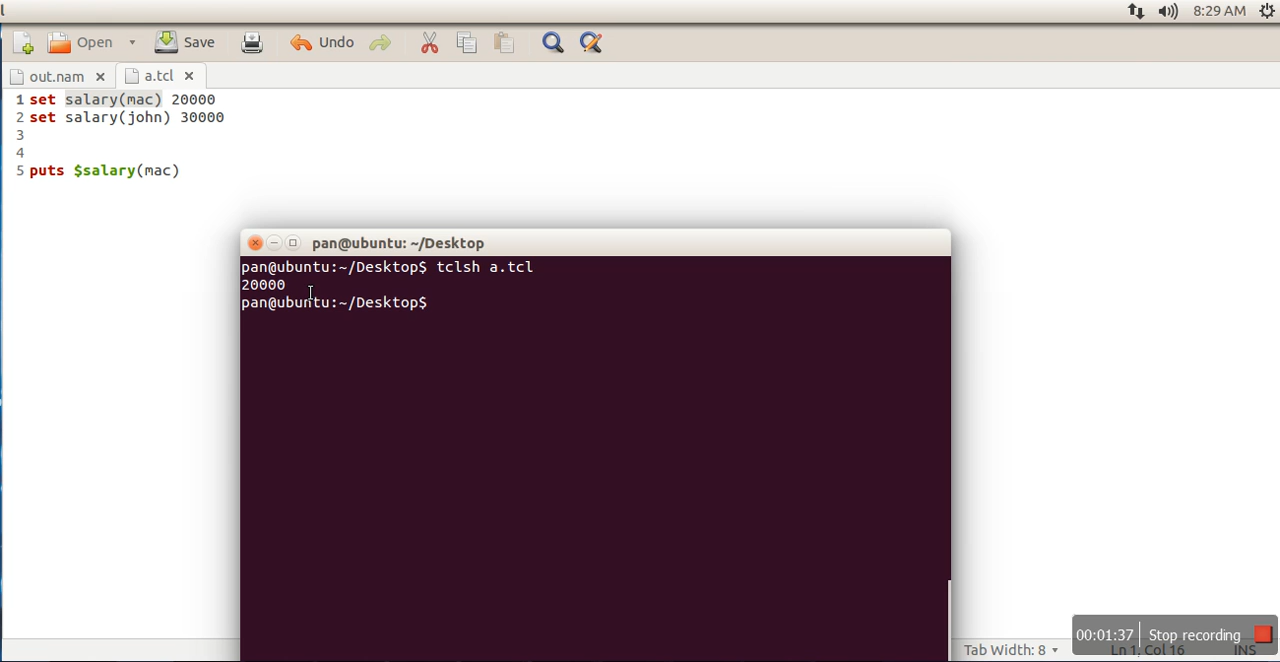 l 8:29 AM
Open Save Undo
out.nam a.tcl
1 set salary(mac) 20000
2 set salary(john) 30000
3
4
5 puts $salary(mac)
pan@ubuntu: ~/Desktop
pan@ubuntu:~/Desktop$ tclsh a.tcl
20000
pan@ubuntu:~/Desktop$
00:01:37 Stop recording
Tab Width: 8 Ln 1, Col 16 INS